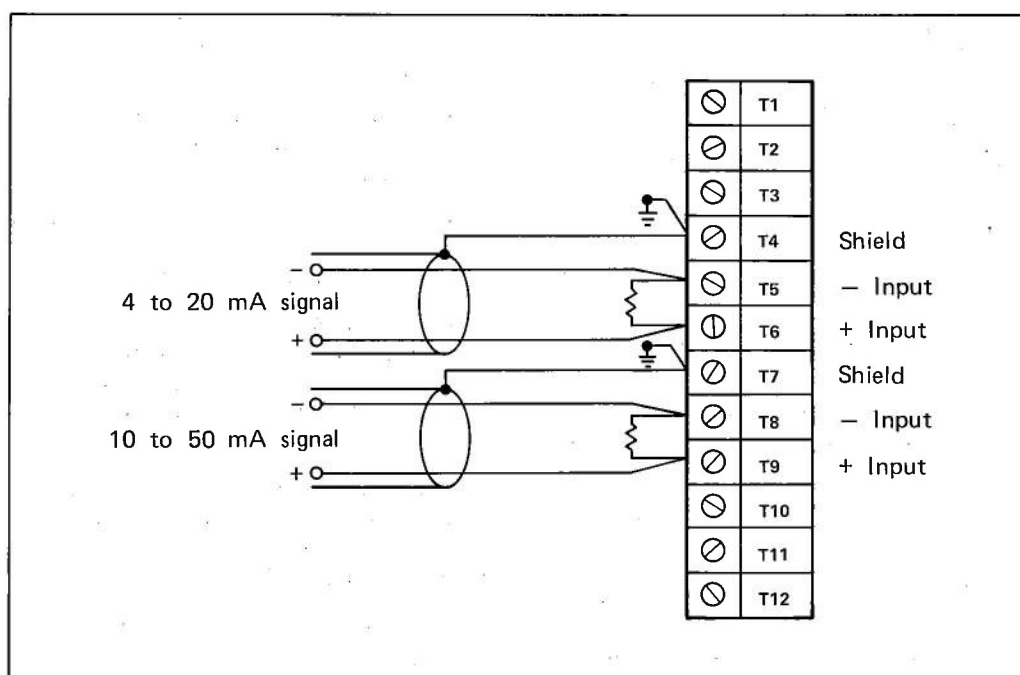 T1
T2
T3
T4 Shield
− T5 − Input
4 to 20 mA signal
+ T6 + Input
T7 Shield
− T8 − Input
10 to 50 mA signal
+ T9 + Input
T10
T11
T12